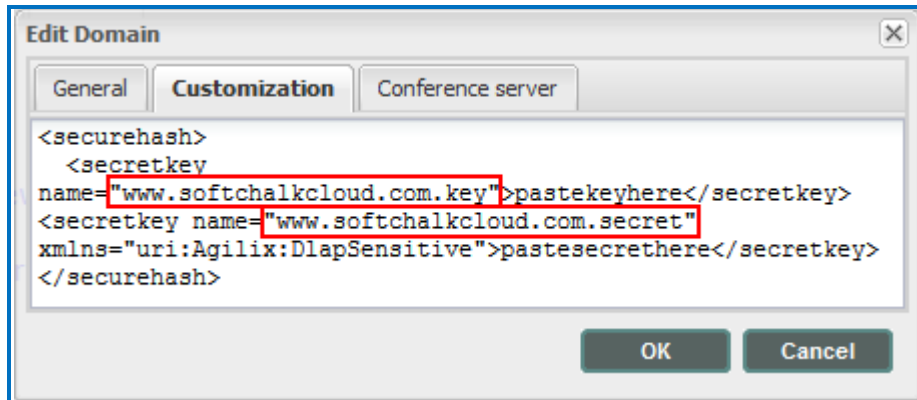 Edit Domain
General Customization Conference server
<securehash>
  <secretkey
name="www.softchalkcloud.com.key">pastekeyhere</secretkey>
<secretkey name="www.softchalkcloud.com.secret"
xmlns="uri:Agilix:DlapSensitive">pastesecrethere</secretkey>
</securehash>
OK Cancel